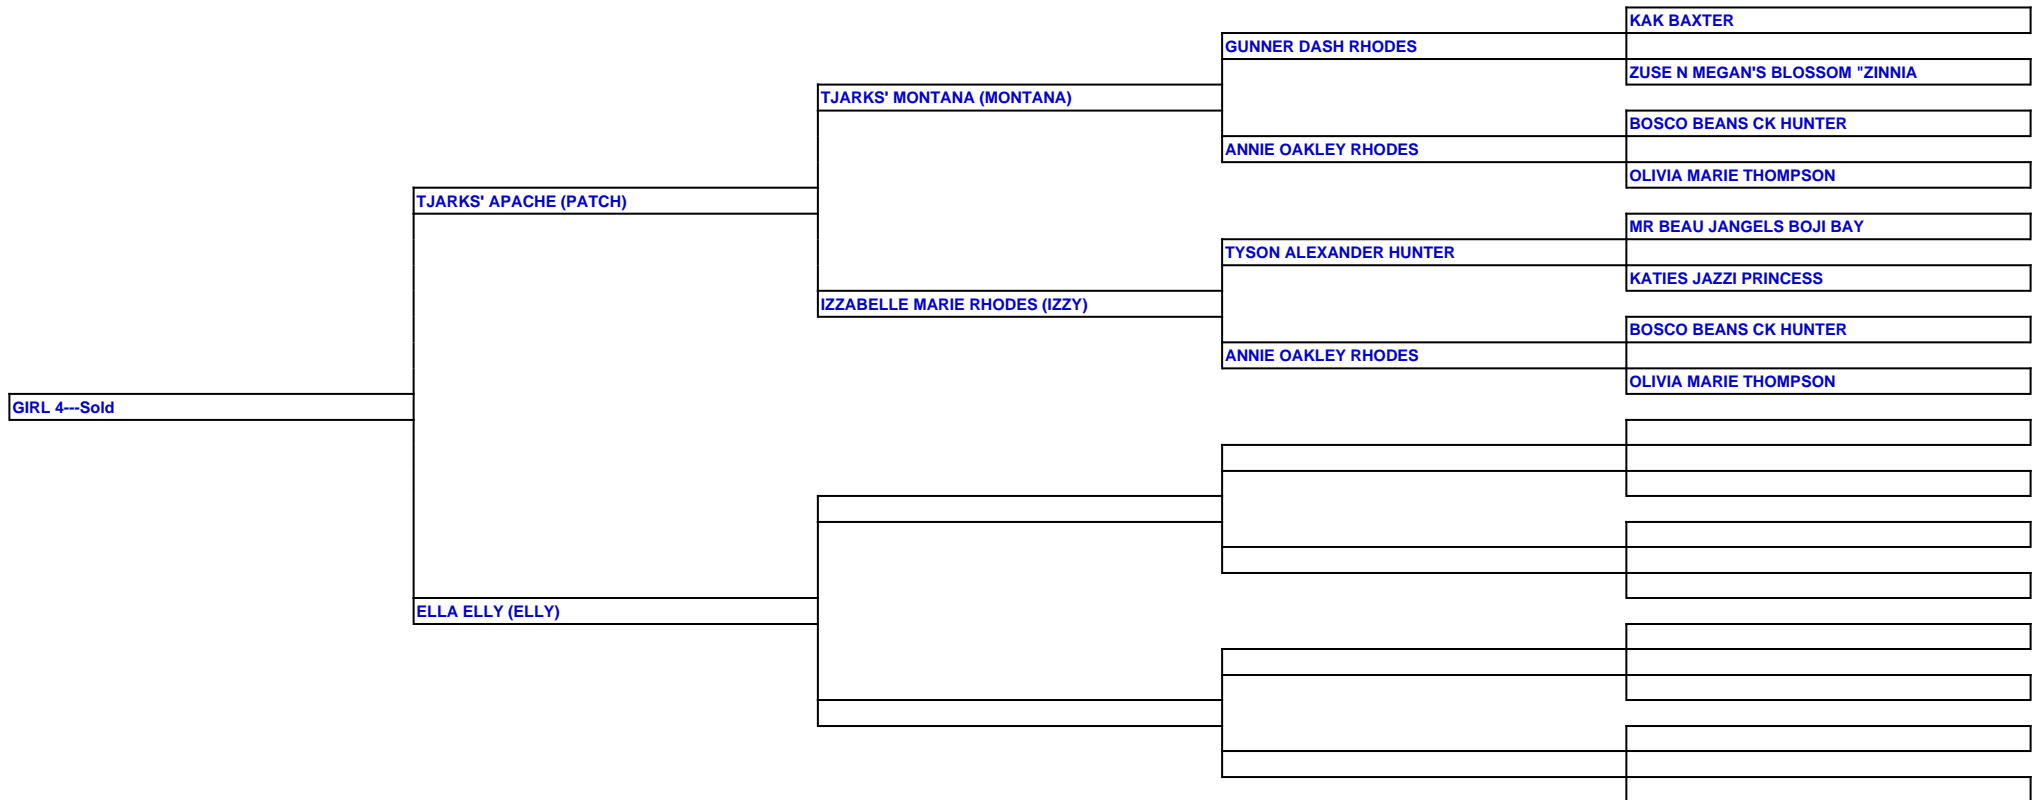 KAK BAXTER
GUNNER DASH RHODES
ZUSE N MEGAN'S BLOSSOM "ZINNIA
TJARKS' MONTANA (MONTANA)
BOSCO BEANS CK HUNTER
ANNIE OAKLEY RHODES
OLIVIA MARIE THOMPSON
TJARKS' APACHE (PATCH)
MR BEAU JANGELS BOJI BAY
TYSON ALEXANDER HUNTER
KATIES JAZZI PRINCESS
IZZABELLE MARIE RHODES (IZZY)
BOSCO BEANS CK HUNTER
ANNIE OAKLEY RHODES
OLIVIA MARIE THOMPSON
GIRL 4---Sold
ELLA ELLY (ELLY)